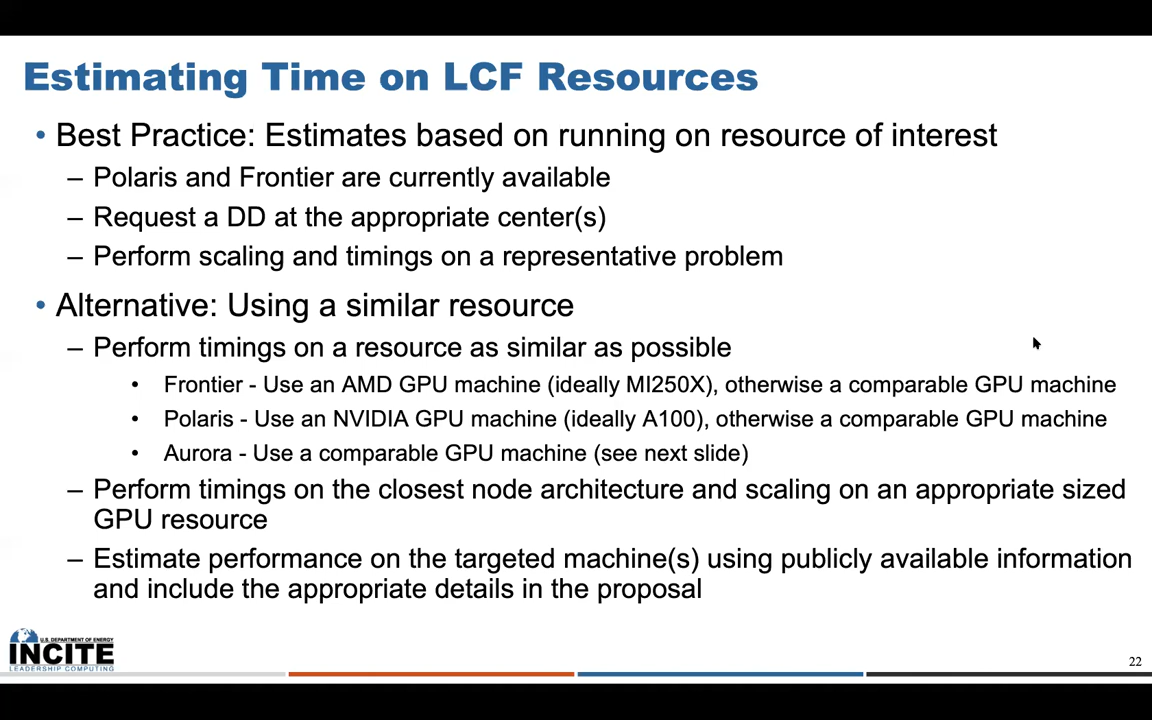 Estimating Time on LCF Resources
• Best Practice: Estimates based on running on resource of interest
– Polaris and Frontier are currently available
– Request a DD at the appropriate center(s)
– Perform scaling and timings on a representative problem
• Alternative: Using a similar resource
– Perform timings on a resource as similar as possible
• Frontier - Use an AMD GPU machine (ideally MI250X), otherwise a comparable GPU machine
• Polaris - Use an NVIDIA GPU machine (ideally A100), otherwise a comparable GPU machine
• Aurora - Use a comparable GPU machine (see next slide)
– Perform timings on the closest node architecture and scaling on an appropriate sized
GPU resource
– Estimate performance on the targeted machine(s) using publicly available information
and include the appropriate details in the proposal
U.S. DEPARTMENT OF ENERGY
INCITE
LEADERSHIP COMPUTING
22